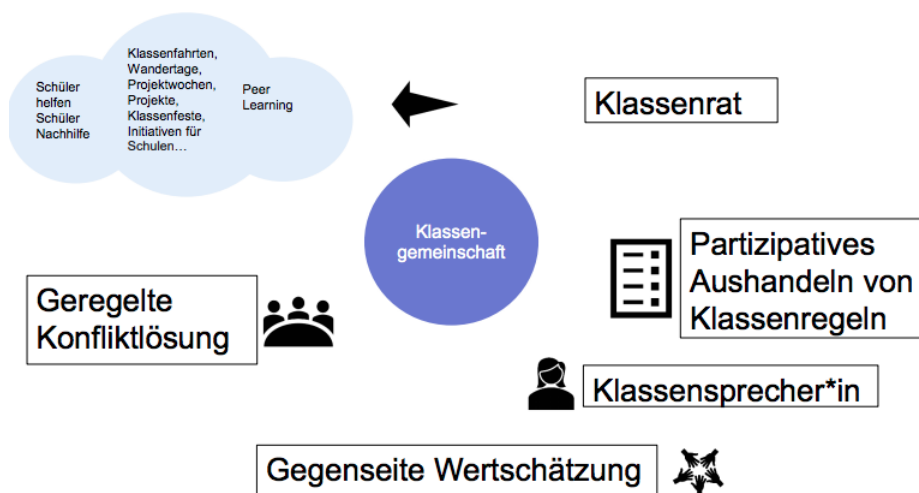 Schüler
helfen
Schüler
Nachhilfe
Klassenfahrten,
Wandertage,
Projektwochen,
Projekte,
Klassenfeste,
Initiativen für
Schulen…
Peer
Learning
Klassenrat
Klassen-
gemeinschaft
Partizipatives
Aushandeln von
Klassenregeln
Geregelte
Konfliktlösung
Klassensprecher*in
Gegenseite Wertschätzung